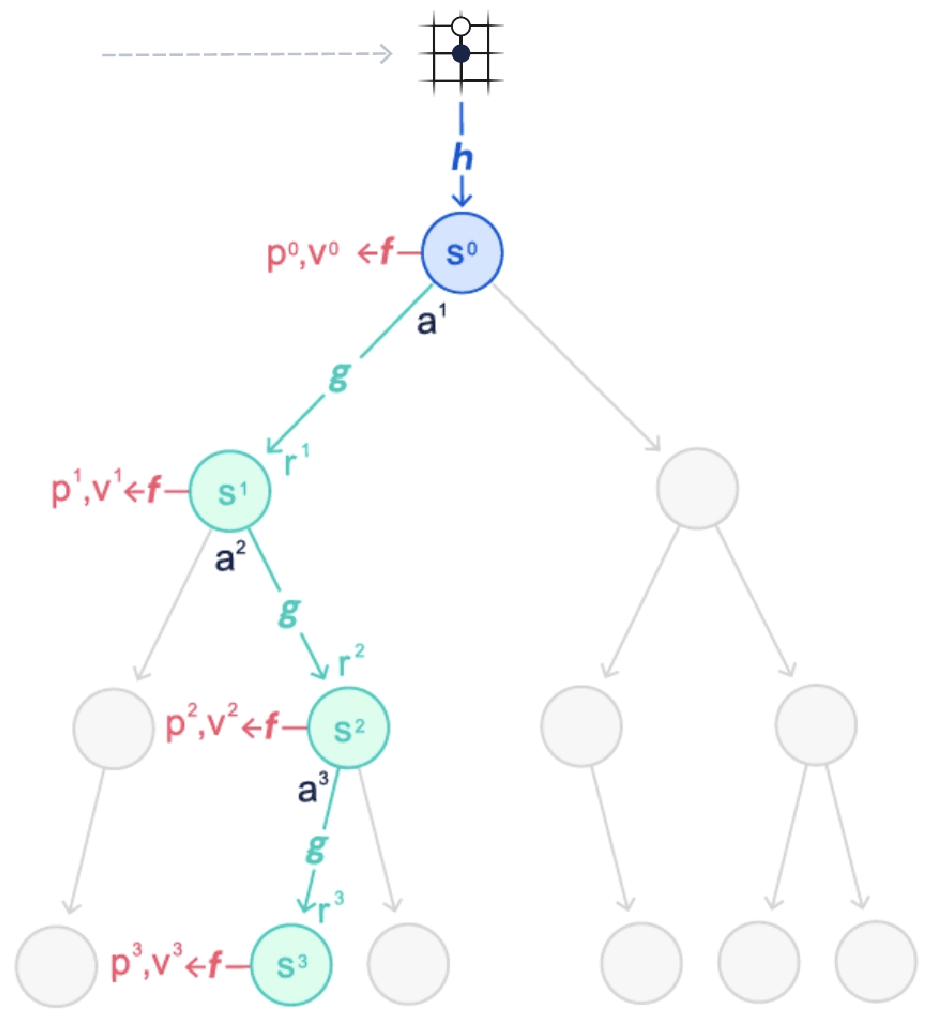 h
p⁰,v⁰ ←f s⁰
a¹
g
r¹
p¹,v¹←f s¹
a²
g
r²
p²,v²←f s²
a³
g
r³
p³,v³←f s³